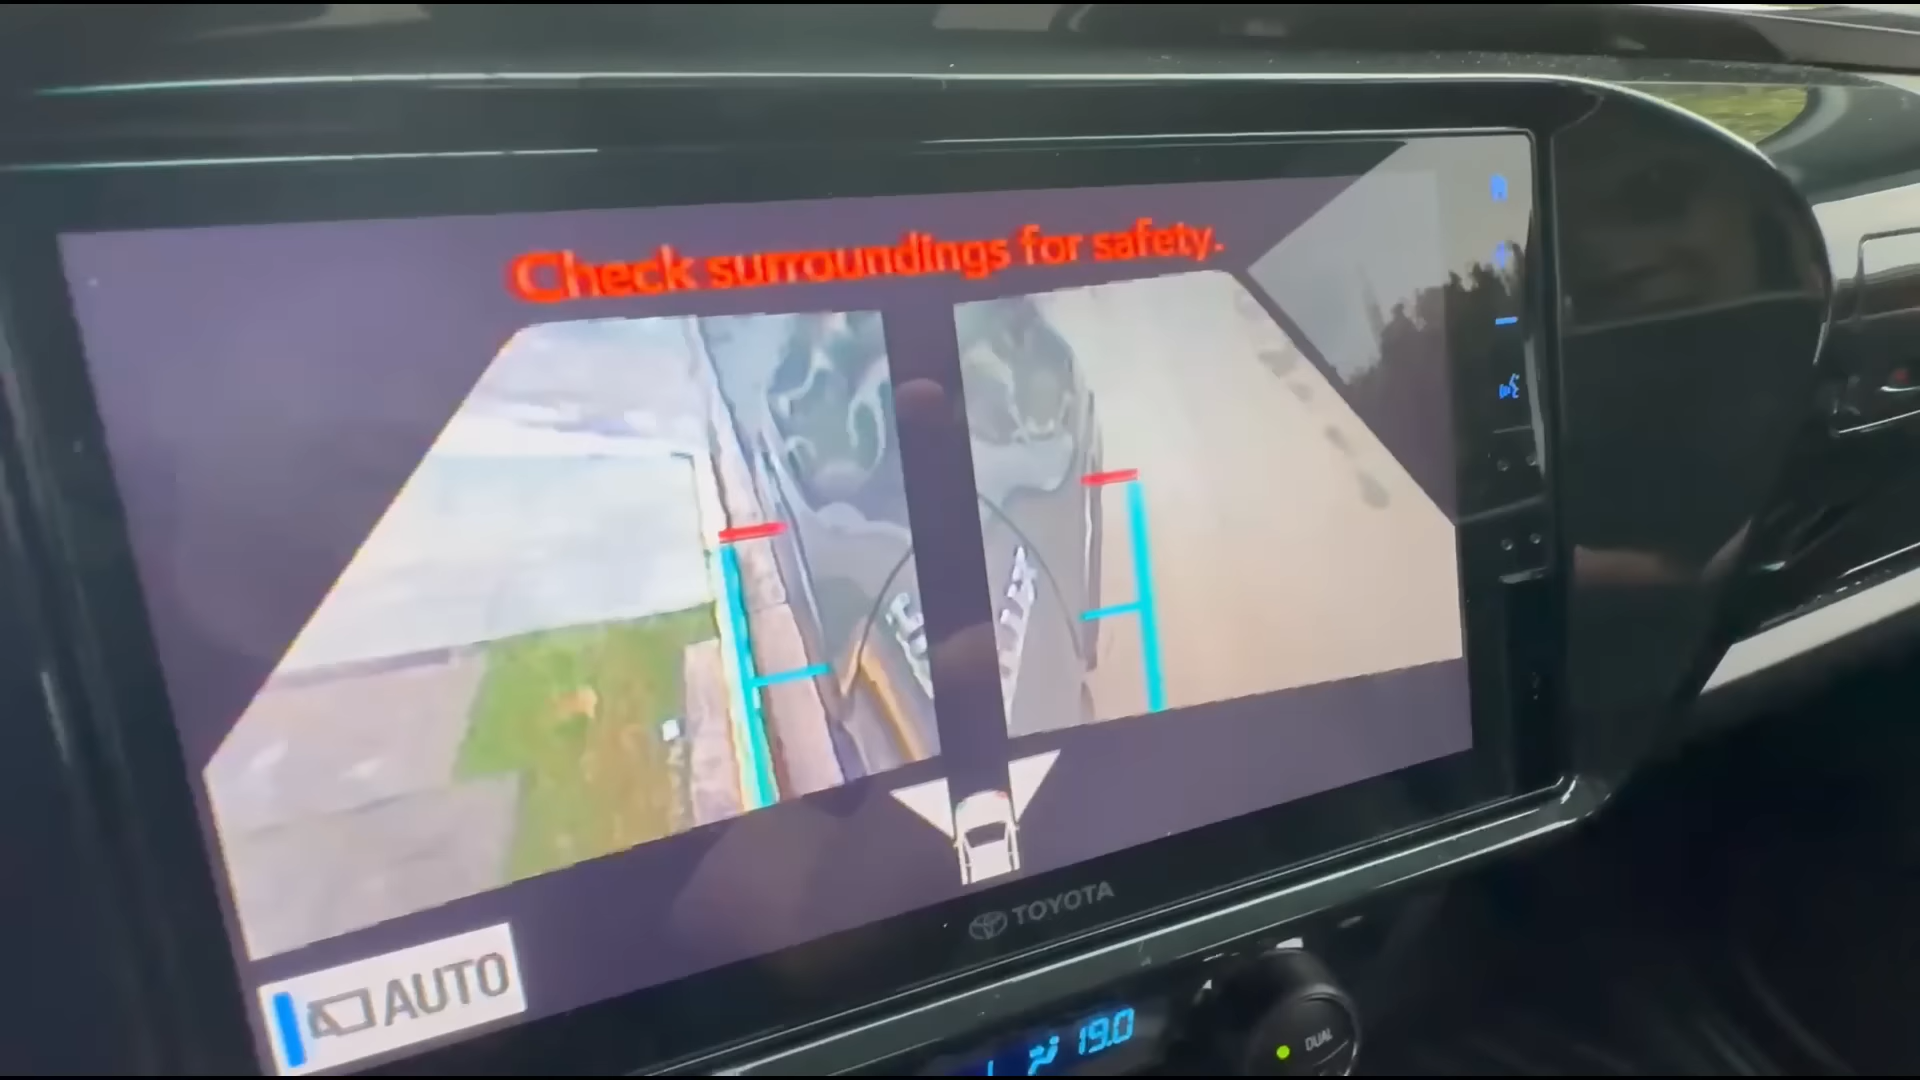 Check surroundings for safety.
TOYOTA
AUTO
19.0
DUAL